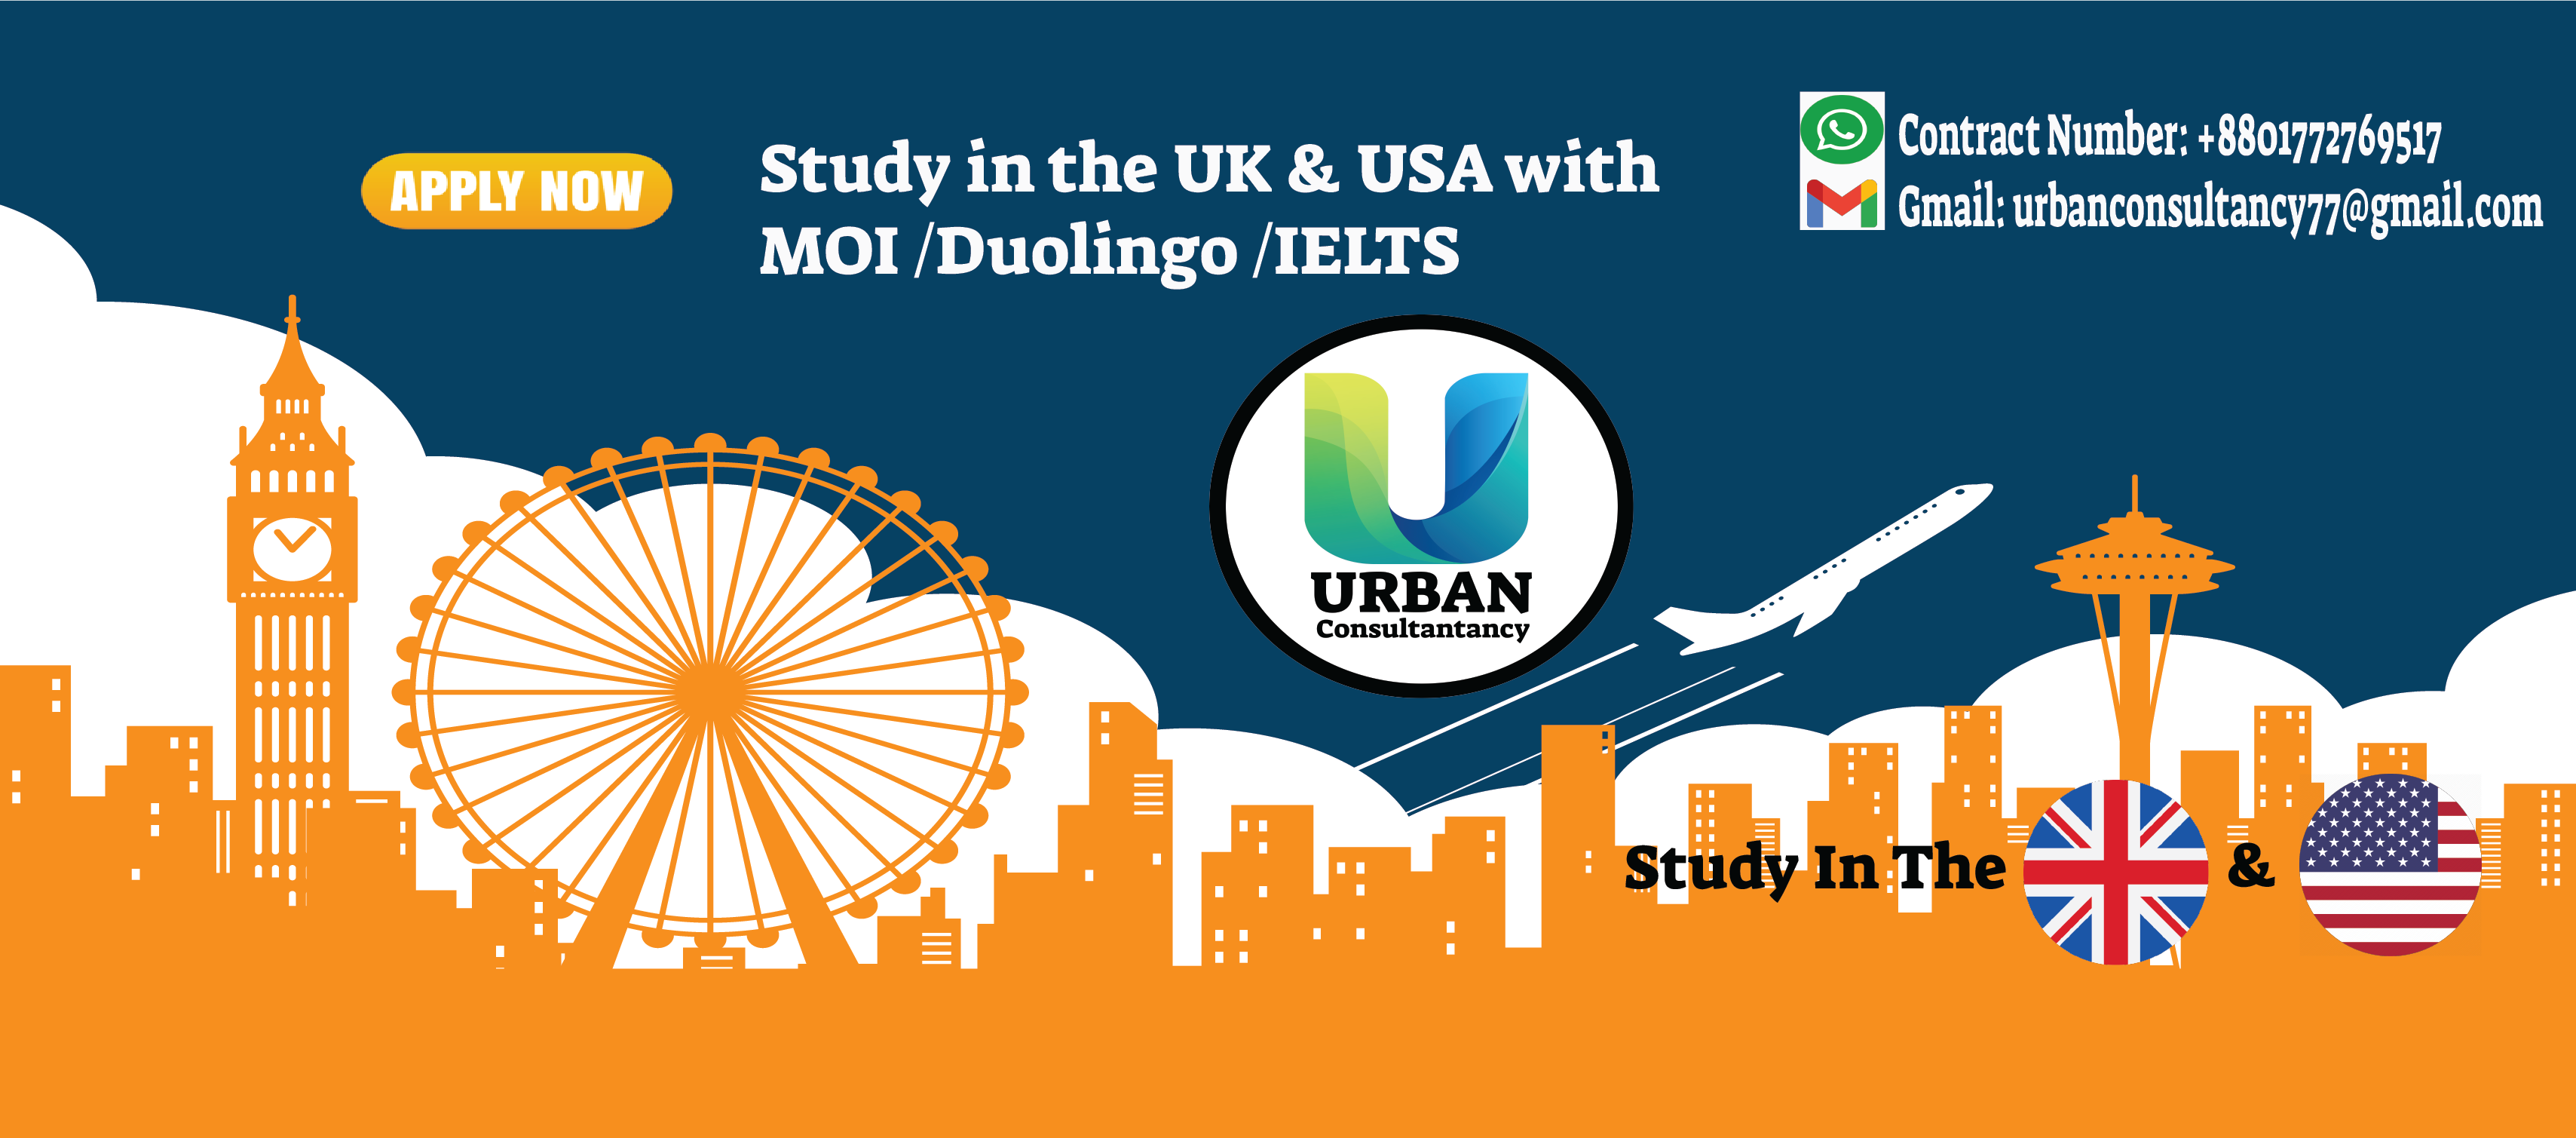 APPLY NOW
Study in the UK & USA with
MOI /Duolingo /IELTS
Contract Number: +8801772769517
Gmail: urbanconsultancy77@gmail.com
URBAN
Consultantancy
Study In The &